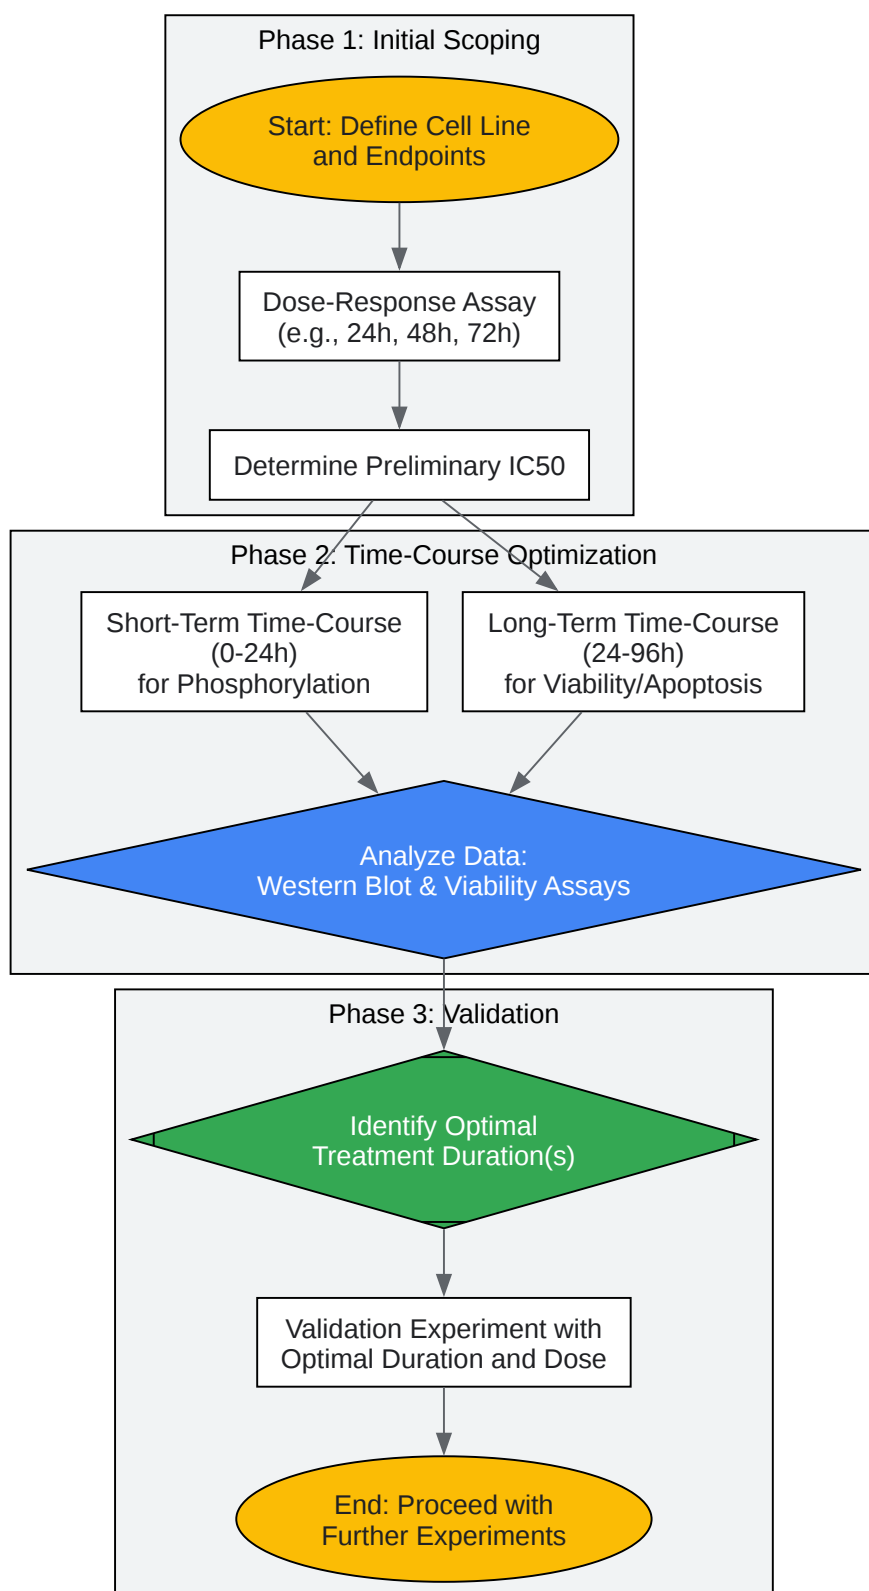 Phase 1: Initial Scoping
Start: Define Cell Line
and Endpoints
Dose-Response Assay
(e.g., 24h, 48h, 72h)
Determine Preliminary IC50
Phase 2: Time-Course Optimization
Short-Term Time-Course
(0-24h)
for Phosphorylation
Long-Term Time-Course
(24-96h)
for Viability/Apoptosis
Analyze Data:
Western Blot & Viability Assays
Phase 3: Validation
Identify Optimal
Treatment Duration(s)
Validation Experiment with
Optimal Duration and Dose
End: Proceed with
Further Experiments